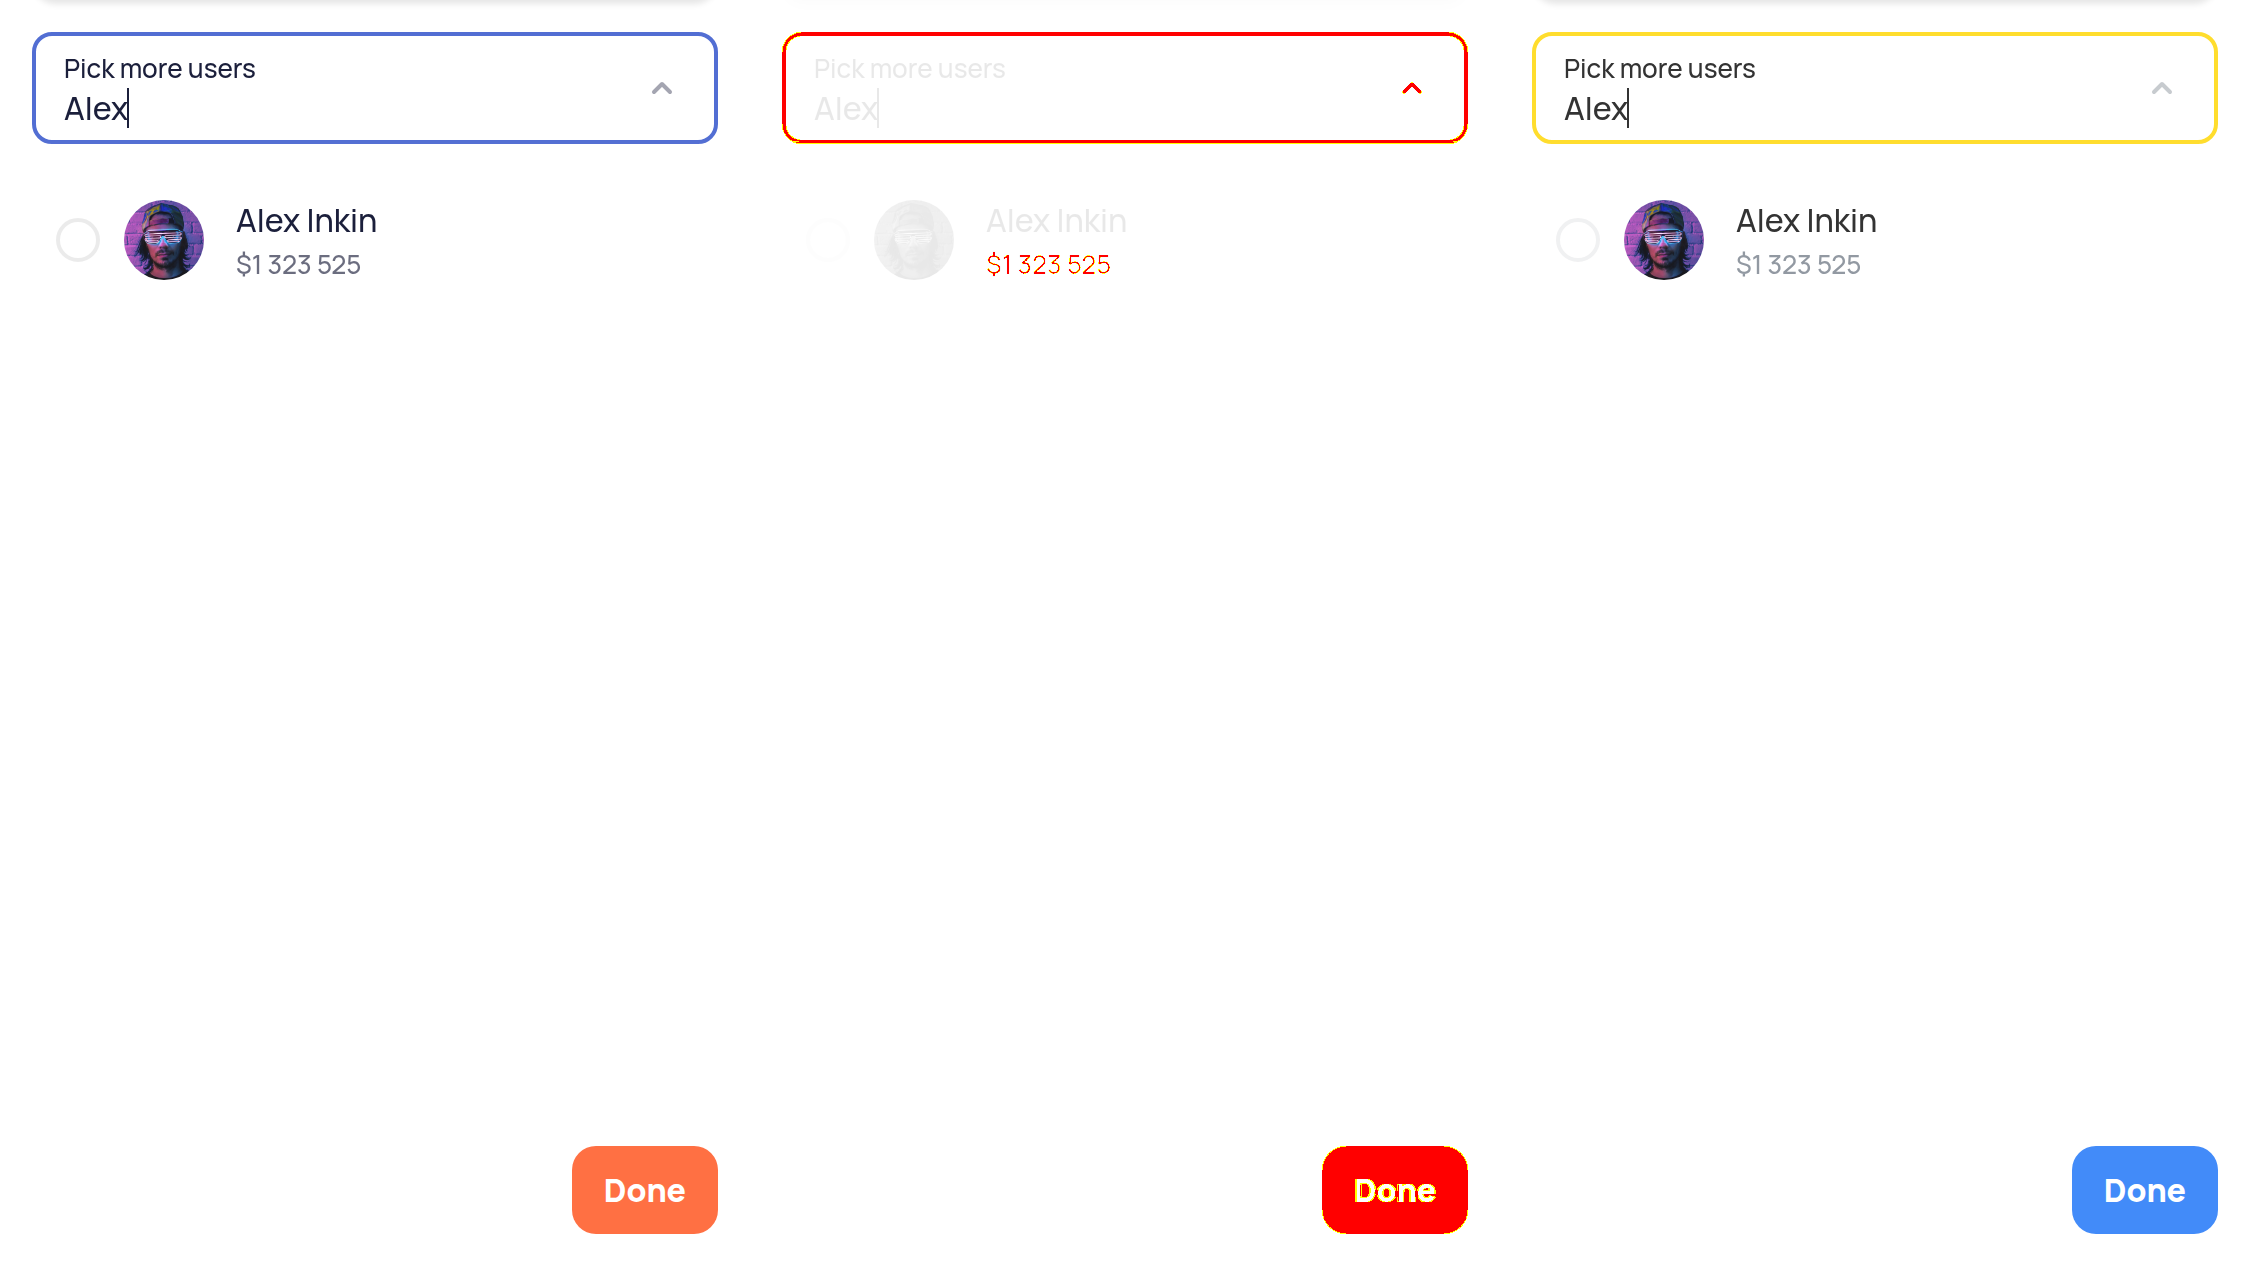 Pick more users
Alex
Alex Inkin
$1 323 525
Done
Pick more users
Alex
Alex Inkin
$1 323 525
Done
Pick more users
Alex
Alex Inkin
$1 323 525
Done